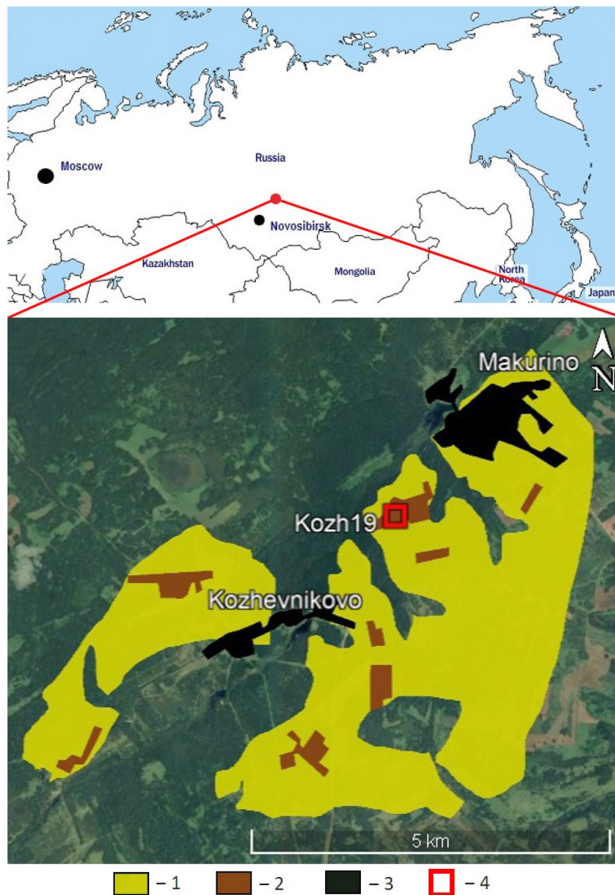 Russia
Moscow
Novosibirsk
Kazakhstan
Mongolia
North
Korea
Japan
Makurino
N
Kozh19
Kozhevnikovo
5 km
– 1
– 2
– 3
– 4